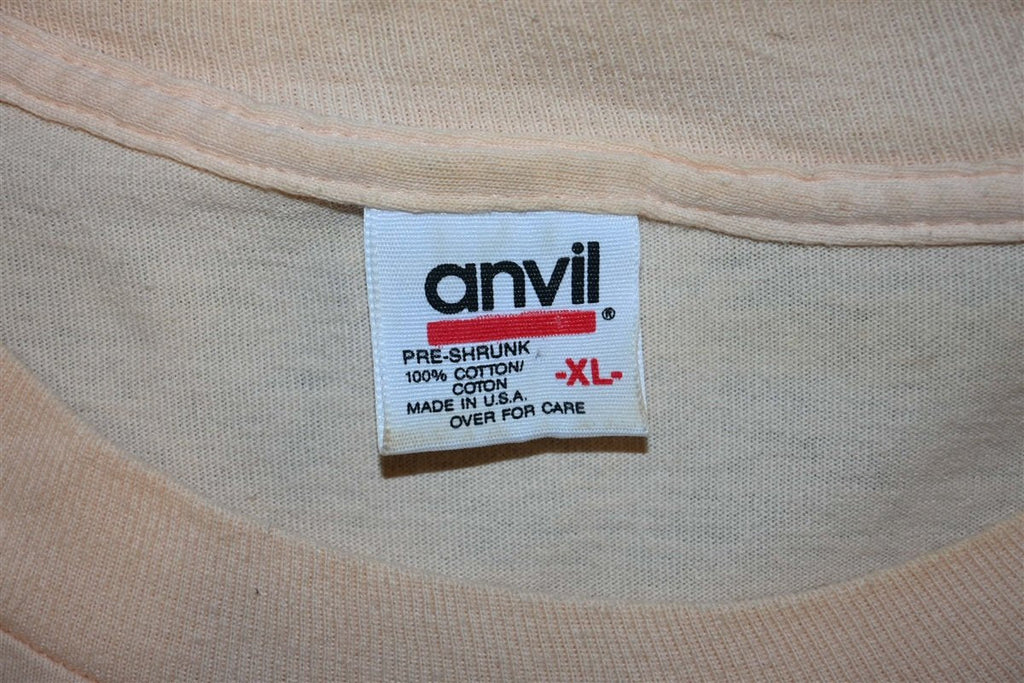 anvil®
PRE-SHRUNK
100% COTTON/
COTON
-XL-
MADE IN U.S.A.
OVER FOR CARE